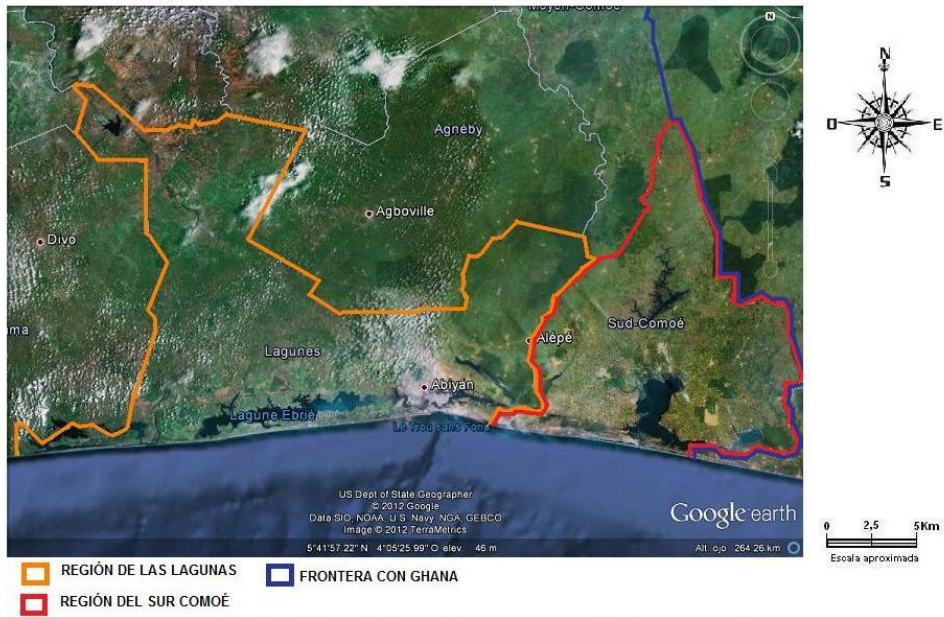 Moyen-Comoé
N
Agnéby
Agboville
Divo
Sud-Comoé
Alépé
Lagunes
Abiyán
Lagune Ébrié
Le Trou sans Fond
US Dept of State Geographer
© 2012 Google
Data SIO, NOAA, U.S. Navy, NGA, GEBCO
Image © 2012 TerraMetrics
Google earth
5°41'57.22" N 4°05'25.99" O elev. 46 m
Alt. ojo 264.26 km
N
O E
S
0 2,5 5Km
Escala aproximada
REGIÓN DE LAS LAGUNAS
FRONTERA CON GHANA
REGIÓN DEL SUR COMOÉ